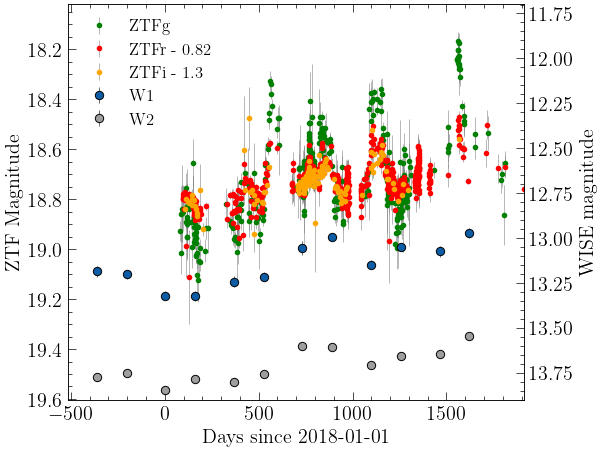 ZTFg
ZTFr - 0.82
ZTFi - 1.3
W1
W2
18.2
18.4
18.6
18.8
19.0
19.2
19.4
19.6
ZTF Magnitude
11.75
12.00
12.25
12.50
12.75
13.00
13.25
13.50
13.75
WISE magnitude
−500 0 500 1000 1500
Days since 2018-01-01